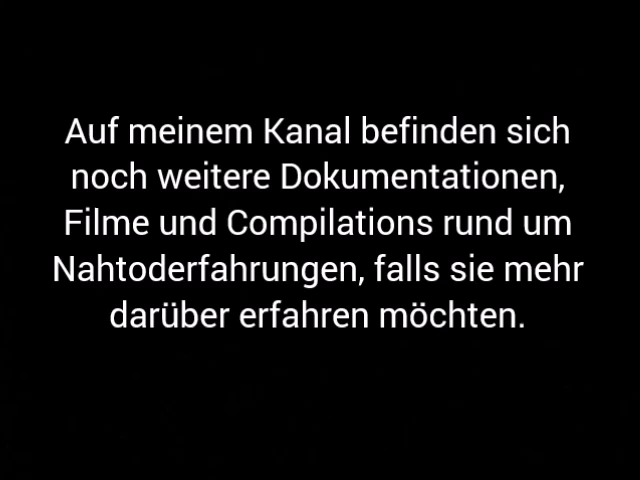 Auf meinem Kanal befinden sich
noch weitere Dokumentationen,
Filme und Compilations rund um
Nahtoderfahrungen, falls sie mehr
darüber erfahren möchten.